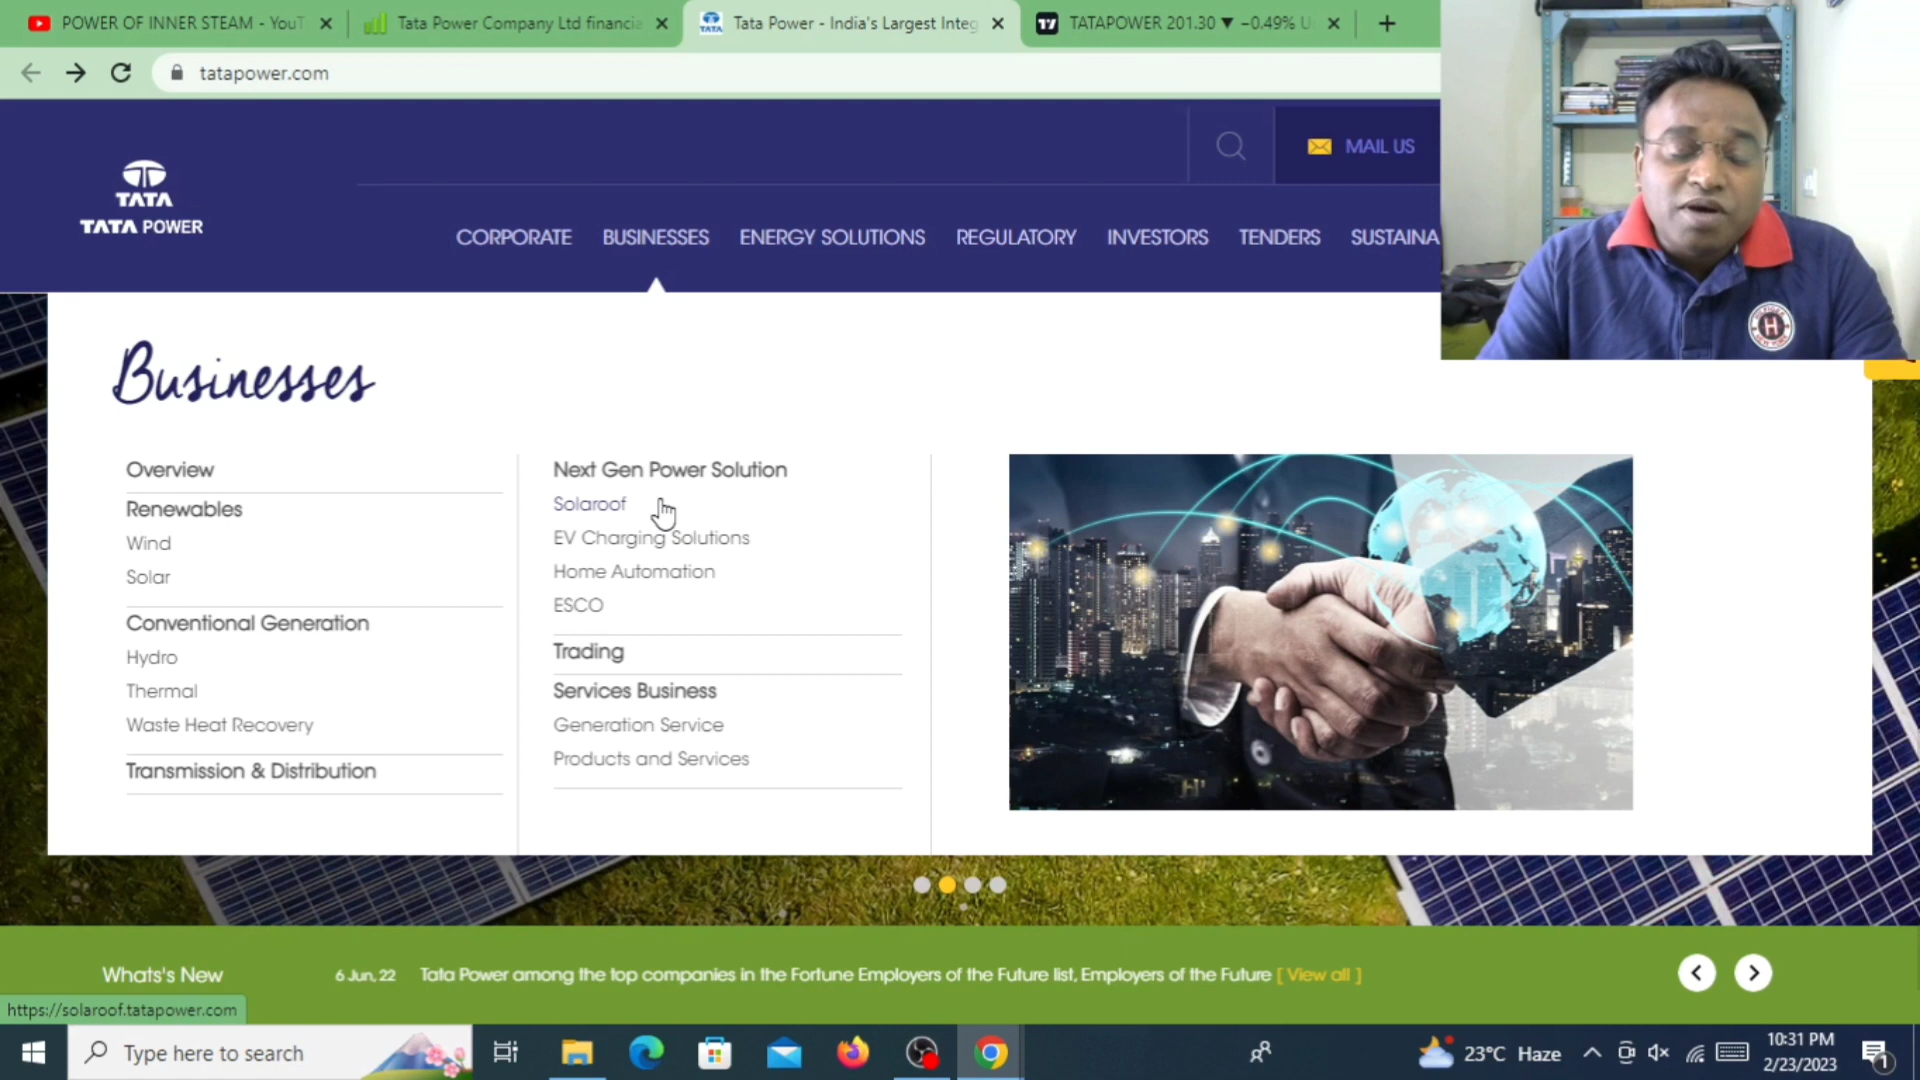 POWER OF INNER STEAM - YouT
Tata Power Company Ltd financia
Tata Power - India's Largest Integ
TATAPOWER 201.30 ▼ −0.49% U
tatapower.com
MAIL US
TATA
TATA POWER
CORPORATE BUSINESSES ENERGY SOLUTIONS REGULATORY INVESTORS TENDERS SUSTAINA
Businesses
Overview
Renewables
Wind
Solar
Conventional Generation
Hydro
Thermal
Waste Heat Recovery
Transmission & Distribution
Next Gen Power Solution
Solaroof
EV Charging Solutions
Home Automation
ESCO
Trading
Services Business
Generation Service
Products and Services
Whats's New
6 Jun, 22 Tata Power among the top companies in the Fortune Employers of the Future list, Employers of the Future [ View all ]
https://solaroof.tatapower.com
Type here to search
23°C Haze
10:31 PM
2/23/2023
1